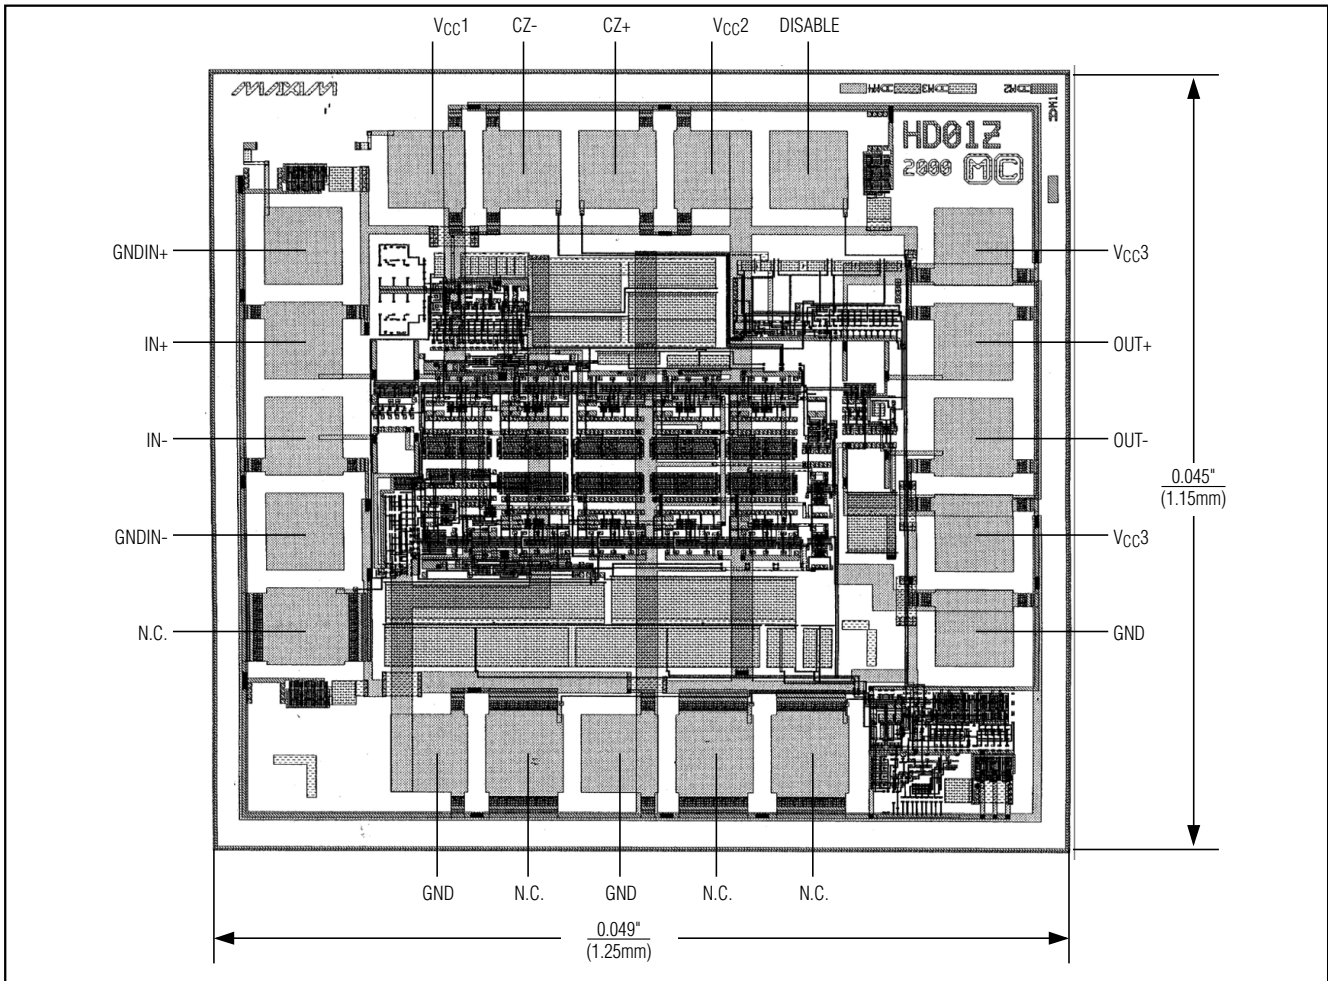 VCC1
CZ-
CZ+
VCC2
DISABLE
MAXIM
HD01Z
2000 MC
GNDIN+
IN+
IN-
GNDIN-
N.C.
VCC3
OUT+
OUT-
VCC3
GND
0.045"
(1.15mm)
GND
N.C.
GND
N.C.
N.C.
0.049"
(1.25mm)